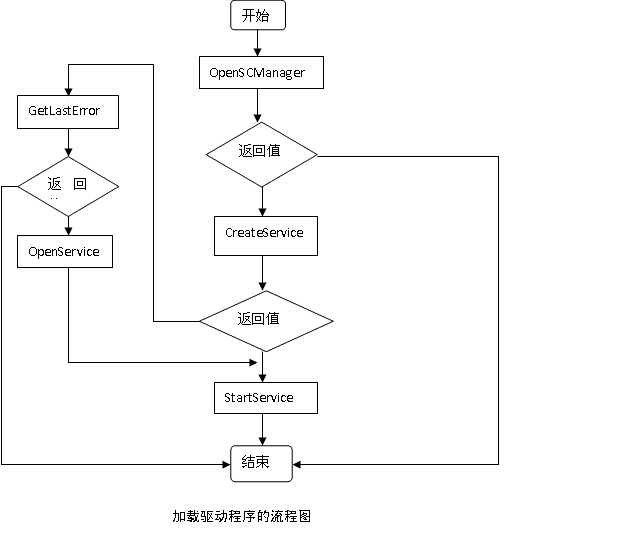 开始
OpenSCManager
GetLastError
返回值
返 回
CreateService
OpenService
返回值
StartService
结束
加载驱动程序的流程图